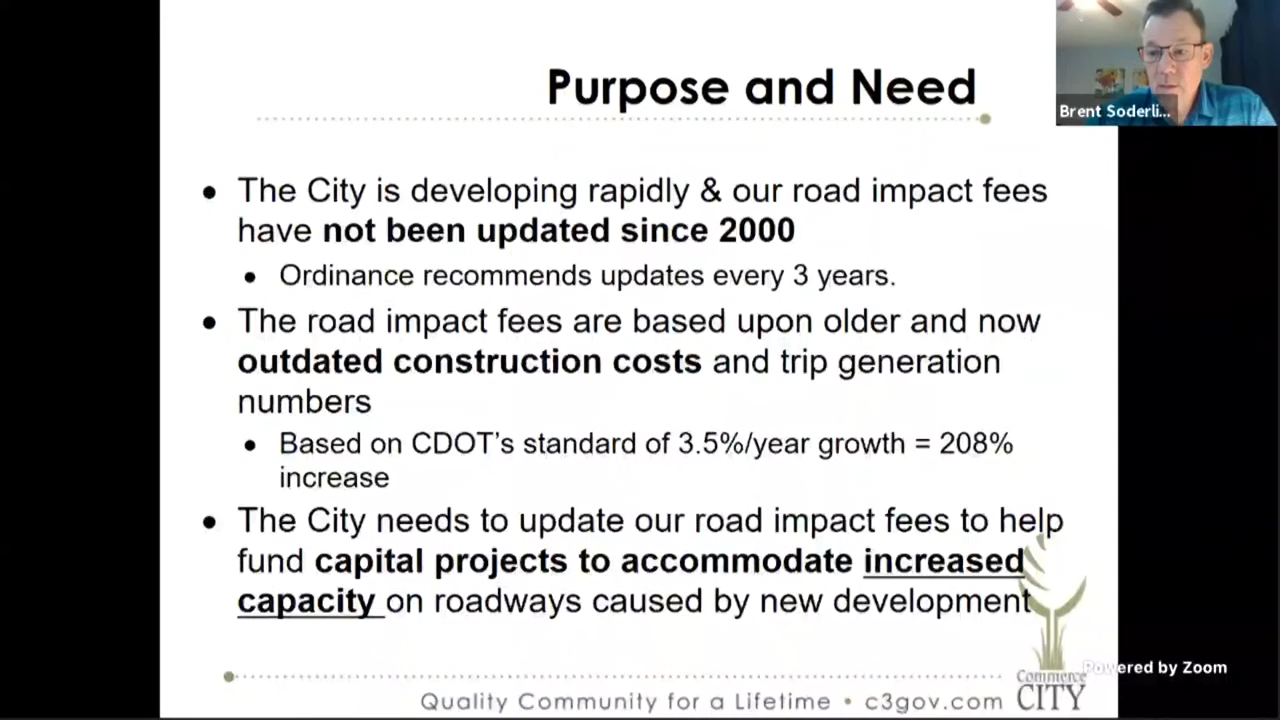 Purpose and Need
Brent Soderli...
• The City is developing rapidly & our road impact fees
have not been updated since 2000
• Ordinance recommends updates every 3 years.
• The road impact fees are based upon older and now
outdated construction costs and trip generation
numbers
• Based on CDOT’s standard of 3.5%/year growth = 208%
increase
• The City needs to update our road impact fees to help
fund capital projects to accommodate increased
capacity on roadways caused by new development
Powered by Zoom
Commerce
CITY
Quality Community for a Lifetime • c3gov.com